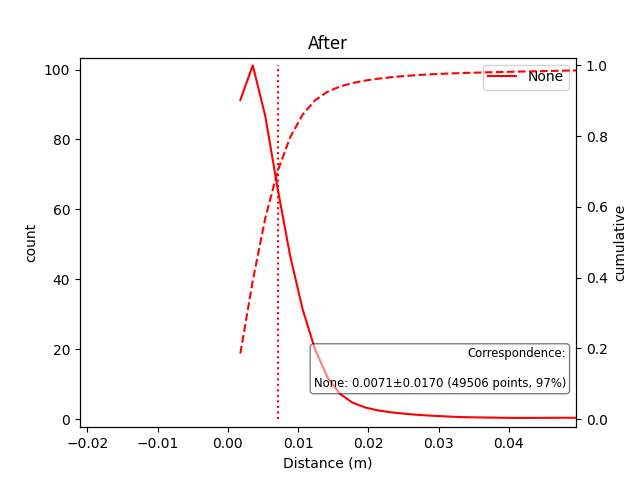 After
count
100
80
60
40
20
0
None
1.0
0.8
0.6
0.4
0.2
0.0
cumulative
Correspondence:
None: 0.0071±0.0170 (49506 points, 97%)
−0.02
−0.01
0.00
0.01
0.02
0.03
0.04
Distance (m)